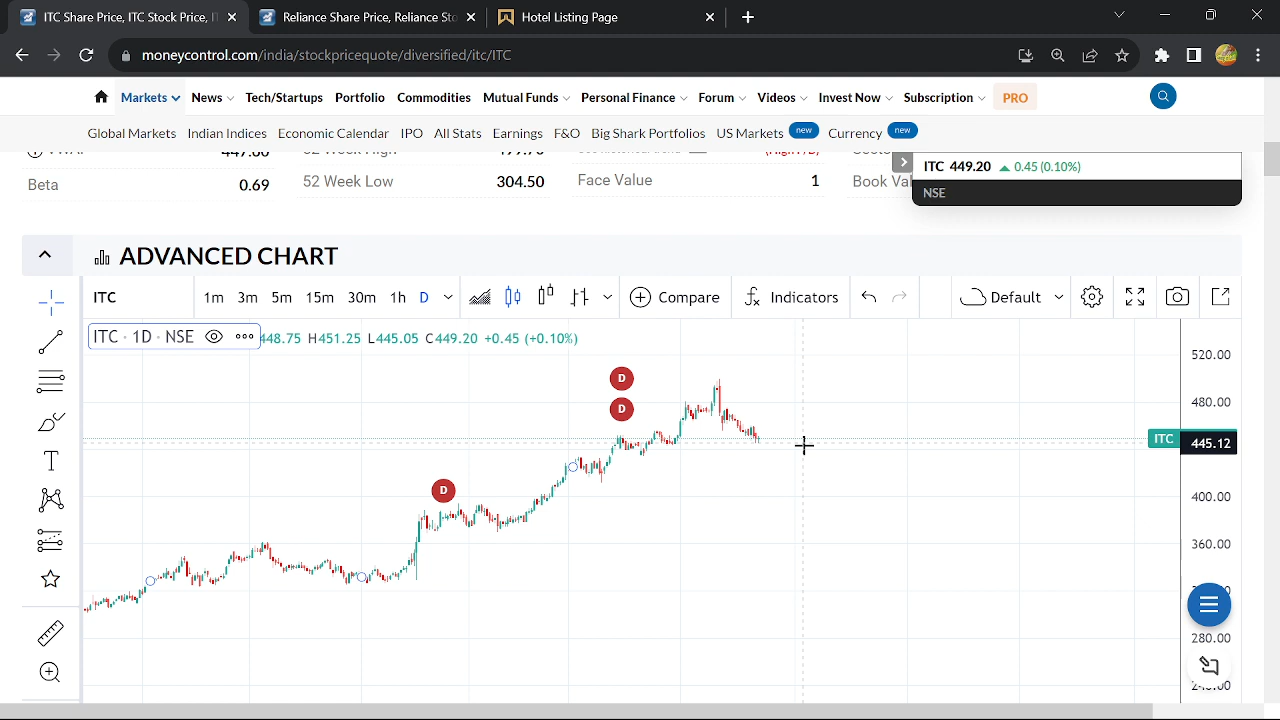 ITC Share Price, ITC Stock Price, IT
Reliance Share Price, Reliance Sto
Hotel Listing Page
moneycontrol.com/india/stockpricequote/diversified/itc/ITC
Markets News Tech/Startups Portfolio Commodities Mutual Funds Personal Finance Forum Videos Invest Now Subscription PRO
Global Markets Indian Indices Economic Calendar IPO All Stats Earnings F&O Big Shark Portfolios US Markets new Currency new
Beta 0.69
52 Week Low 304.50
Face Value 1
Book Val
ITC 449.20 0.45 (0.10%)
NSE
ADVANCED CHART
ITC 1m 3m 5m 15m 30m 1h D Compare Indicators Default
ITC · 1D · NSE 448.75 H451.25 L445.05 C449.20 +0.45 (+0.10%)
520.00
D
480.00
D
ITC 445.12
D
400.00
360.00
280.00